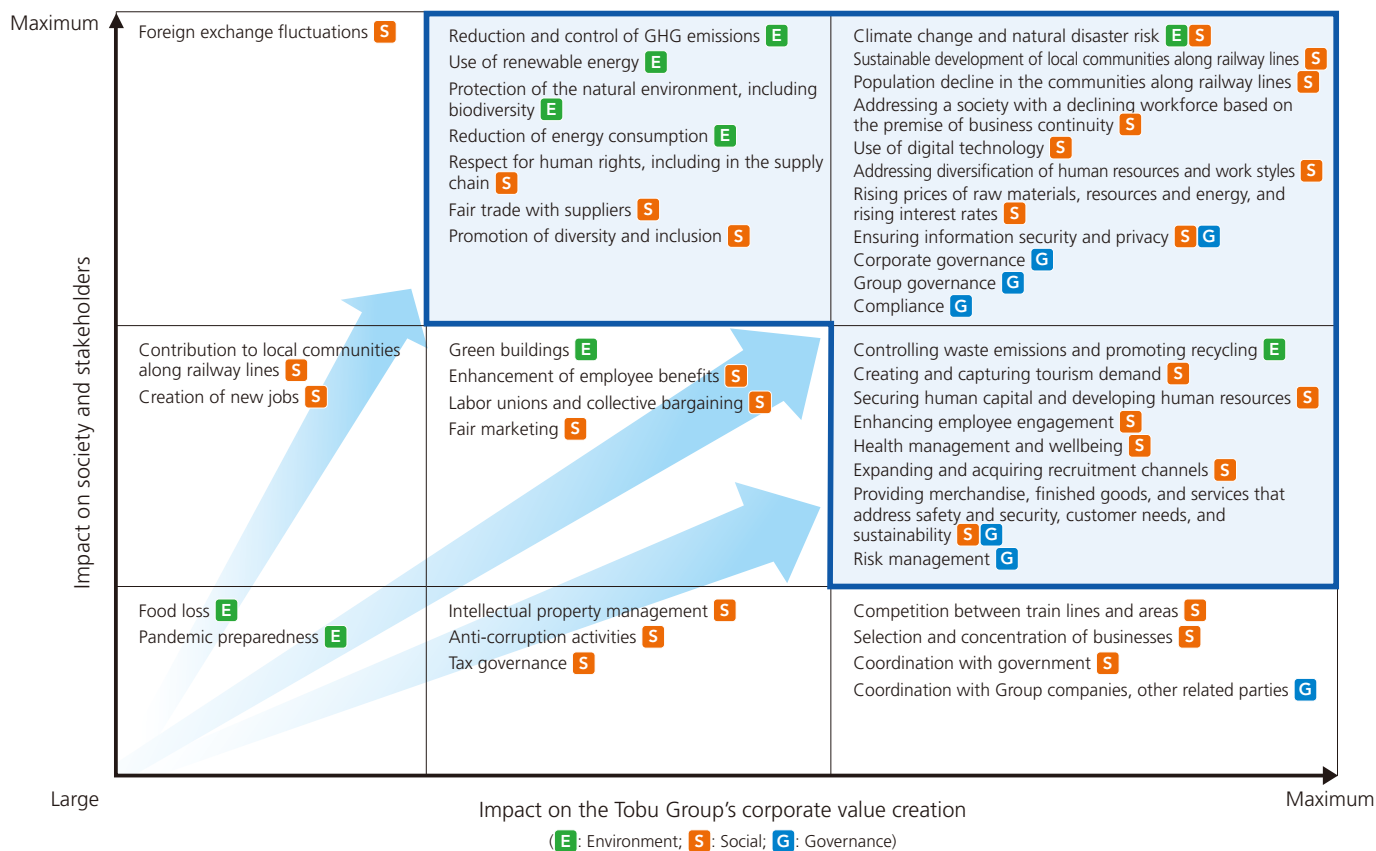 Maximum
Impact on society and stakeholders
Foreign exchange fluctuations S
Reduction and control of GHG emissions E
Use of renewable energy E
Protection of the natural environment, including
biodiversity E
Reduction of energy consumption E
Respect for human rights, including in the supply
chain S
Fair trade with suppliers S
Promotion of diversity and inclusion S
Climate change and natural disaster risk E S
Sustainable development of local communities along railway lines S
Population decline in the communities along railway lines S
Addressing a society with a declining workforce based on
the premise of business continuity S
Use of digital technology S
Addressing diversification of human resources and work styles S
Rising prices of raw materials, resources and energy, and
rising interest rates S
Ensuring information security and privacy S G
Corporate governance G
Group governance G
Compliance G
Contribution to local communities
along railway lines S
Creation of new jobs S
Green buildings E
Enhancement of employee benefits S
Labor unions and collective bargaining S
Fair marketing S
Controlling waste emissions and promoting recycling E
Creating and capturing tourism demand S
Securing human capital and developing human resources S
Enhancing employee engagement S
Health management and wellbeing S
Expanding and acquiring recruitment channels S
Providing merchandise, finished goods, and services that
address safety and security, customer needs, and
sustainability S G
Risk management G
Food loss E
Pandemic preparedness E
Intellectual property management S
Anti-corruption activities S
Tax governance S
Competition between train lines and areas S
Selection and concentration of businesses S
Coordination with government S
Coordination with Group companies, other related parties G
Large
Impact on the Tobu Group's corporate value creation
Maximum
(E: Environment; S: Social; G: Governance)